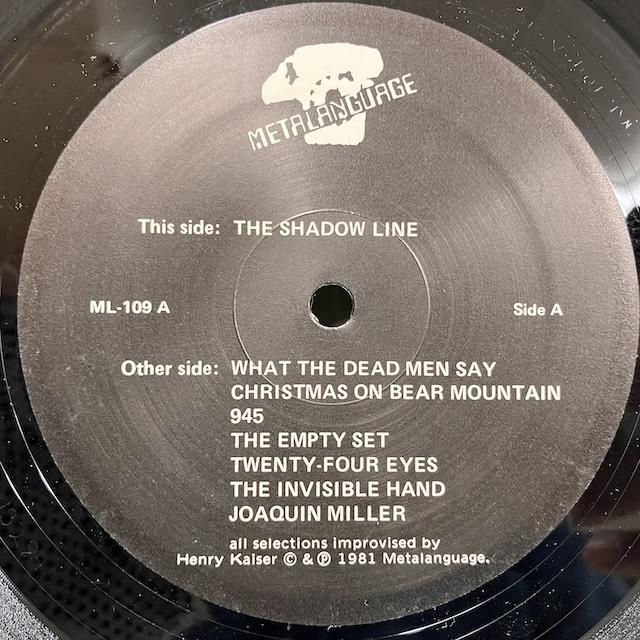 METALANGUAGE
This side: THE SHADOW LINE
ML-109 A Side A
Other side: WHAT THE DEAD MEN SAY
CHRISTMAS ON BEAR MOUNTAIN
945
THE EMPTY SET
TWENTY-FOUR EYES
THE INVISIBLE HAND
JOAQUIN MILLER
all selections improvised by
Henry Kaiser © & ℗ 1981 Metalanguage.